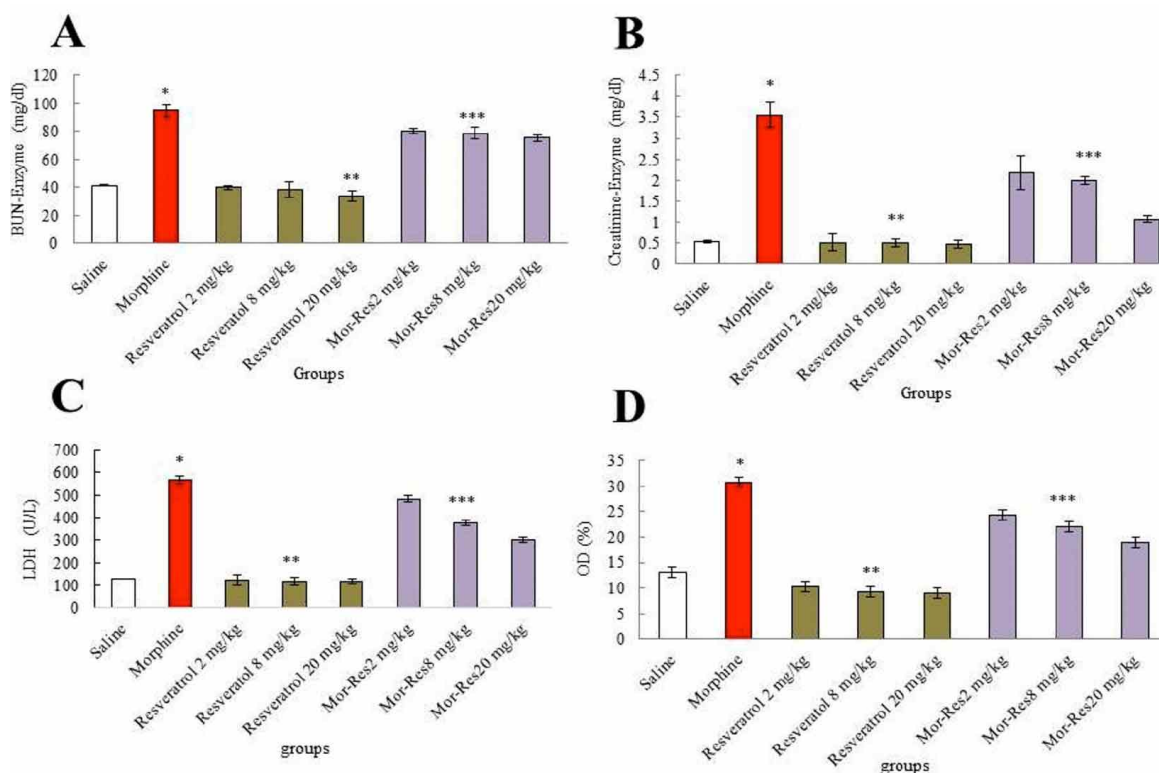 A
BUN-Enzyme (mg/dl)
120
100
80
60
40
20
0
*
**
***
Saline
Morphine
Resveratrol 2 mg/kg
Resveratol 8 mg/kg
Resveratrol 20 mg/kg
Mor-Res2 mg/kg
Mor-Res8 mg/kg
Mor-Res20 mg/kg
Groups
B
Creatinine-Enzyme (mg/dl)
4.5
4
3.5
3
2.5
2
1.5
1
0.5
0
*
**
***
Saline
Morphine
Resveratrol 2 mg/kg
Resveratol 8 mg/kg
Resveratrol 20 mg/kg
Mor-Res2 mg/kg
Mor-Res8 mg/kg
Mor-Res20 mg/kg
Groups
C
LDH (U/L)
700
600
500
400
300
200
100
0
*
**
***
Saline
Morphine
Resveratrol 2 mg/kg
Resveratol 8 mg/kg
Resveratrol 20 mg/kg
Mor-Res2 mg/kg
Mor-Res8 mg/kg
Mor-Res20 mg/kg
groups
D
OD (%)
35
30
25
20
15
10
5
0
*
**
***
Saline
Morphine
Resveratrol 2 mg/kg
Resveratol 8 mg/kg
Resveratrol 20 mg/kg
Mor-Res2 mg/kg
Mor-Res8 mg/kg
Mor-Res20 mg/kg
groups